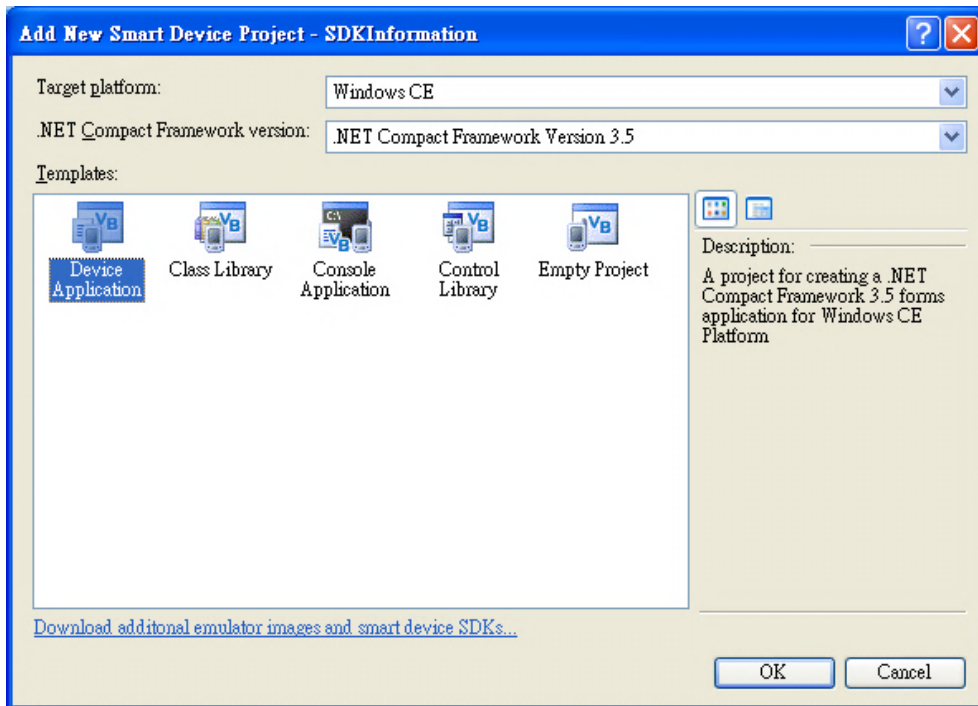 Add New Smart Device Project - SDKInformation
Target platform:
Windows CE
.NET Compact Framework version:
.NET Compact Framework Version 3.5
Templates:
Device
Application
Class Library
Console
Application
Control
Library
Empty Project
Description:
A project for creating a .NET
Compact Framework 3.5 forms
application for Windows CE
Platform
Download additonal emulator images and smart device SDKs...
OK
Cancel